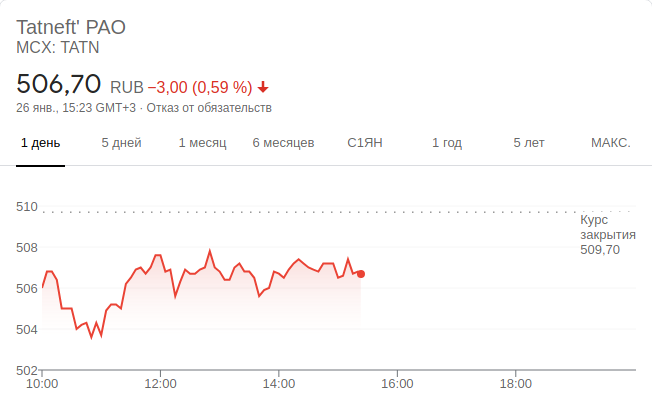 Tatneft' PAO
MCX: TATN
506,70 RUB −3,00 (0,59 %)
26 янв., 15:23 GMT+3 · Отказ от обязательств
1 день 5 дней 1 месяц 6 месяцев С1ЯН 1 год 5 лет МАКС.
510
Курс
закрытия
509,70
508
506
504
502
10:00 12:00 14:00 16:00 18:00